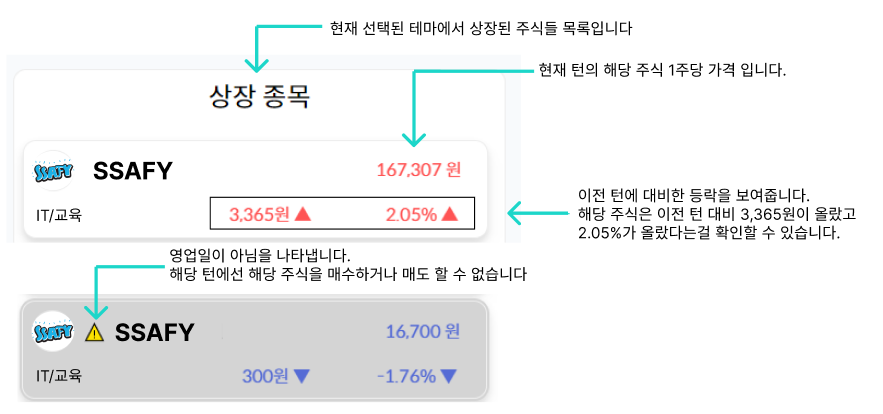 현재 선택된 테마에서 상장된 주식들 목록입니다
현재 턴의 해당 주식 1주당 가격 입니다.
상장 종목
SSAFY
SSAFY
167,307 원
이전 턴에 대비한 등락을 보여줍니다.
해당 주식은 이전 턴 대비 3,365원이 올랐고
2.05%가 올랐다는걸 확인할 수 있습니다.
IT/교육
3,365원 ▲
2.05% ▲
영업일이 아님을 나타냅니다.
해당 턴에선 해당 주식을 매수하거나 매도 할 수 없습니다
SSAFY
SSAFY
16,700 원
IT/교육
300원 ▼
-1.76% ▼